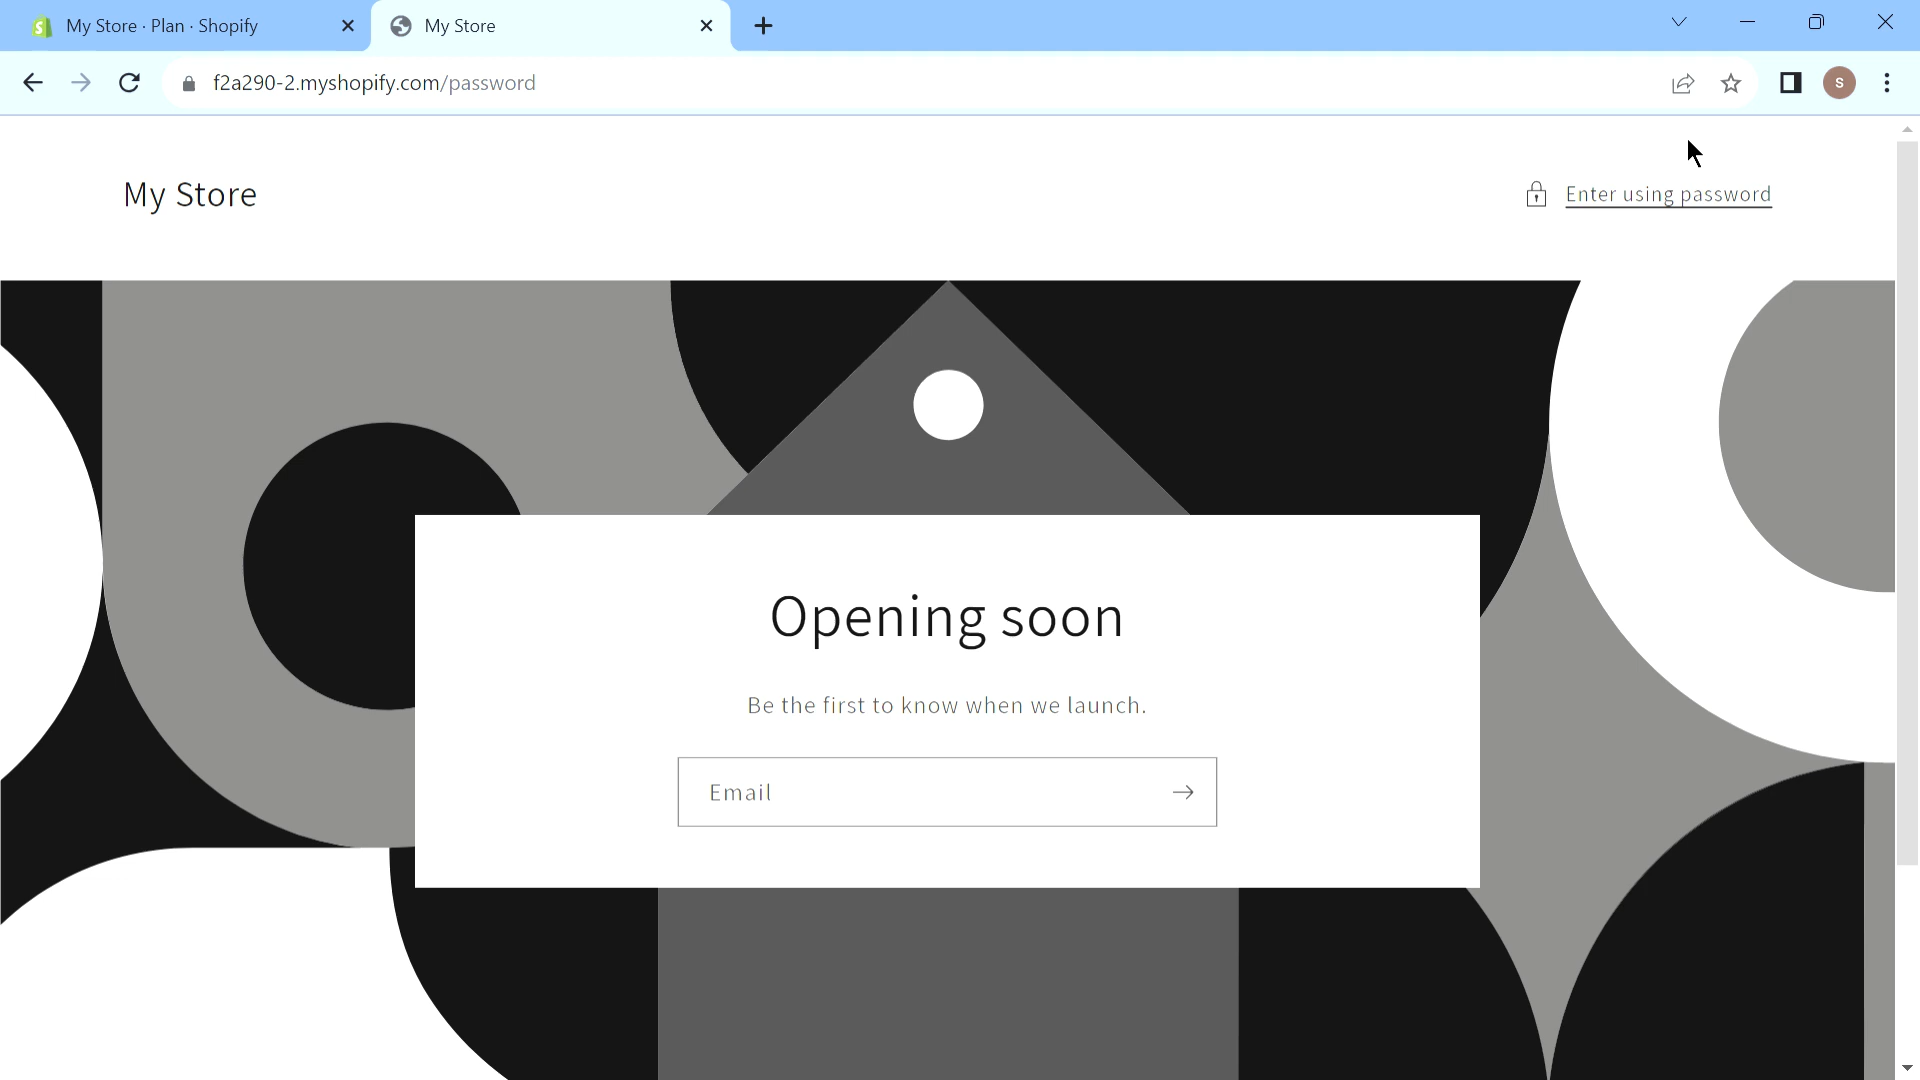 My Store · Plan · Shopify
My Store
f2a290-2.myshopify.com/password
S
My Store
Enter using password
Opening soon
Be the first to know when we launch.
Email